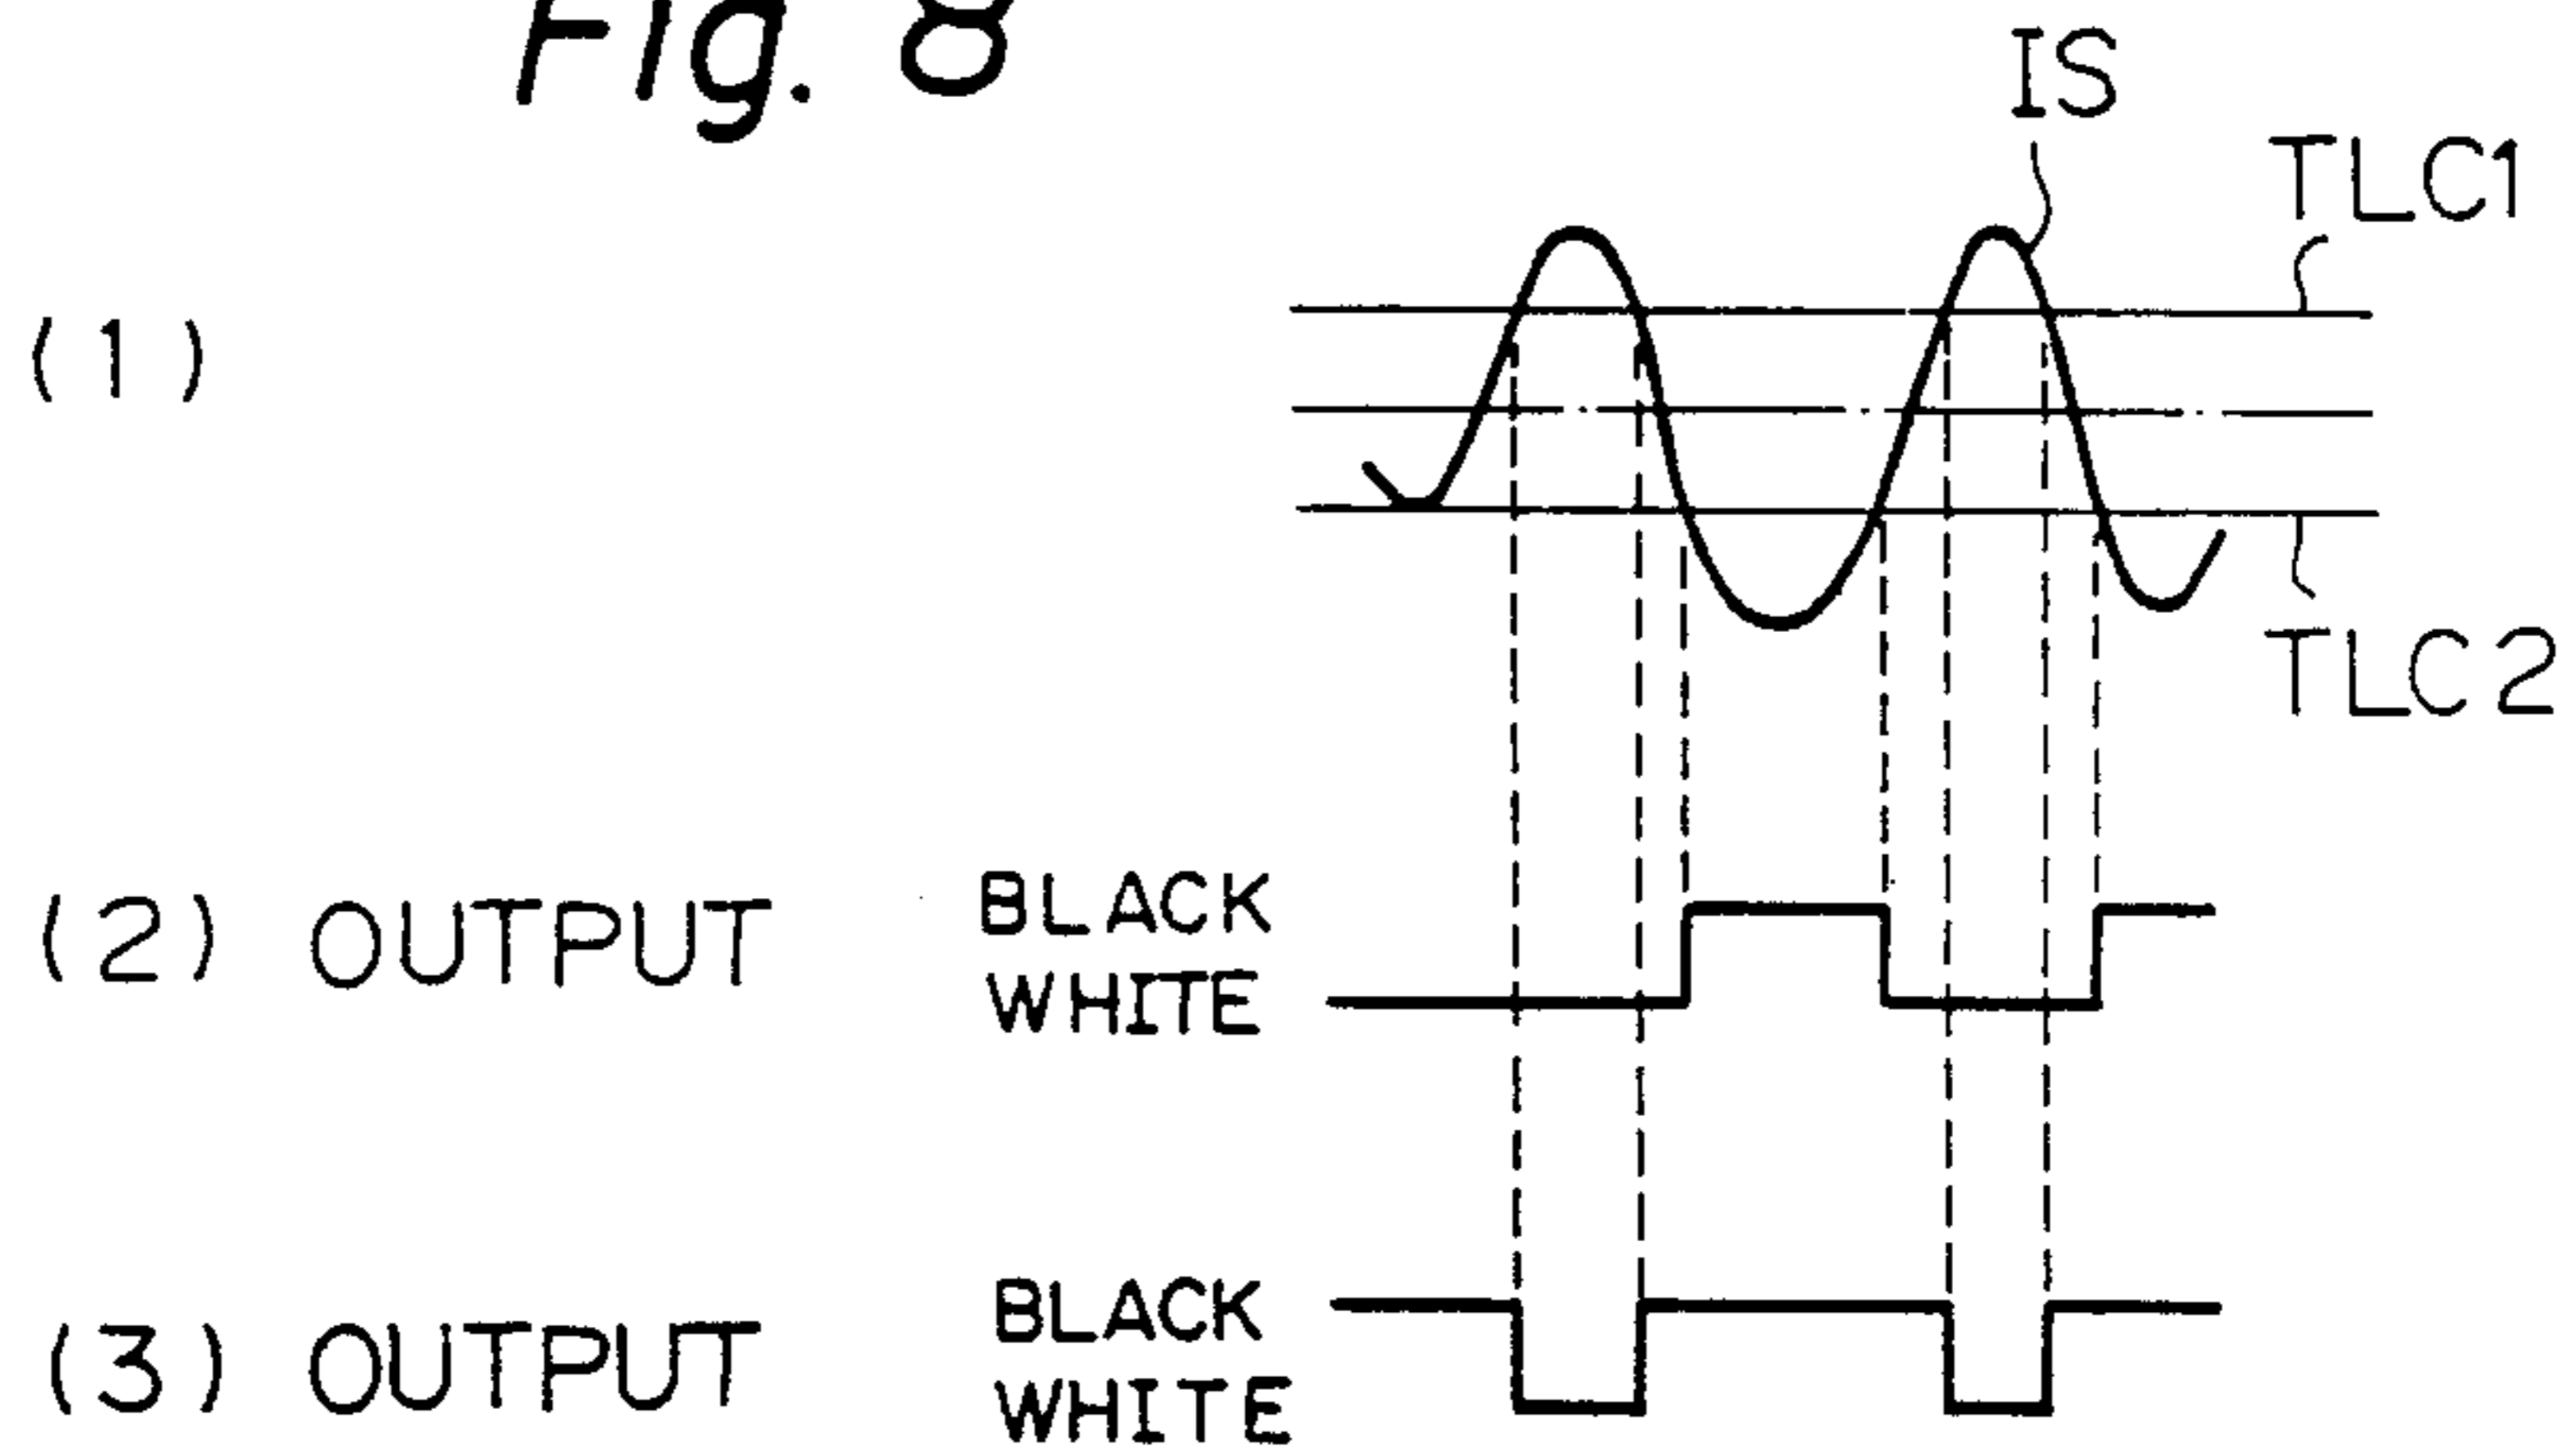 Fig. 8
IS
TLC1
(1)
TLC2
(2) OUTPUT BLACK
WHITE
(3) OUTPUT BLACK
WHITE